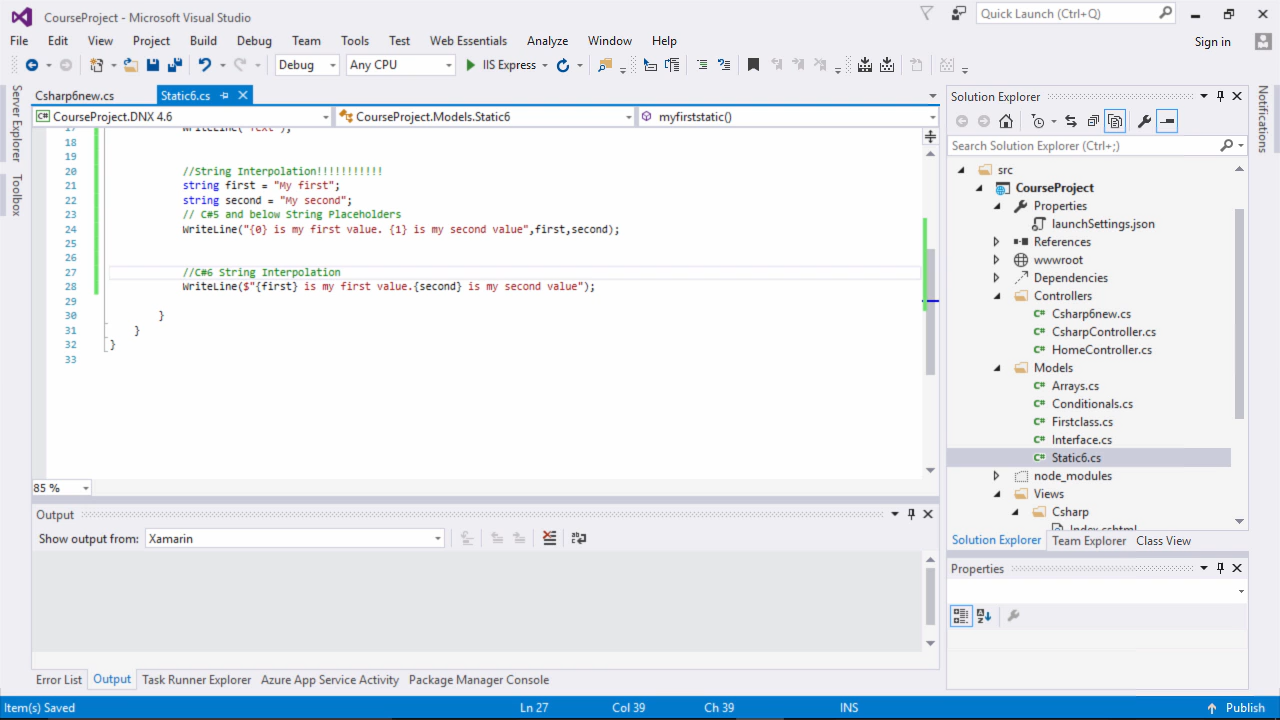 CourseProject - Microsoft Visual Studio
Quick Launch (Ctrl+Q)
File Edit View Project Build Debug Team Tools Test Web Essentials Analyze Window Help
Sign in
Debug Any CPU IIS Express
Server Explorer
Toolbox
Csharp6new.cs Static6.cs
CourseProject.DNX 4.6 CourseProject.Models.Static6 myfirststatic()
17 WriteLine("Text");
18
19
20 //String Interpolation!!!!!!!!!!!
21 string first = "My first";
22 string second = "My second";
23 // C#5 and below String Placeholders
24 WriteLine("{0} is my first value. {1} is my second value",first,second);
25
26
27 //C#6 String Interpolation
28 WriteLine($"{first} is my first value.{second} is my second value");
29
30 }
31 }
32 }
33
85 %
Output
Show output from: Xamarin
Error List Output Task Runner Explorer Azure App Service Activity Package Manager Console
Solution Explorer
Search Solution Explorer (Ctrl+;)
src
CourseProject
Properties
launchSettings.json
References
wwwroot
Dependencies
Controllers
Csharp6new.cs
CsharpController.cs
HomeController.cs
Models
Arrays.cs
Conditionals.cs
Firstclass.cs
Interface.cs
Static6.cs
node_modules
Views
Csharp
Index.cshtml
Solution Explorer Team Explorer Class View
Properties
Notifications
Item(s) Saved Ln 27 Col 39 Ch 39 INS Publish